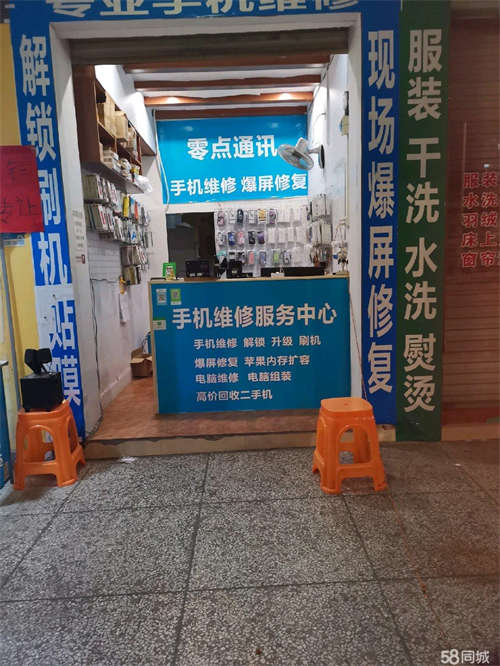 专业手机维修
解锁刷机贴膜
转让
零点通讯
手机维修 爆屏修复
手机维修服务中心
手机维修 解锁 升级 刷机
爆屏修复 苹果内存扩容
电脑维修 电脑组装
高价回收二手机
现场爆屏修复
服装干洗水洗熨烫
服装
水洗
羽绒
床上
窗帘
58同城